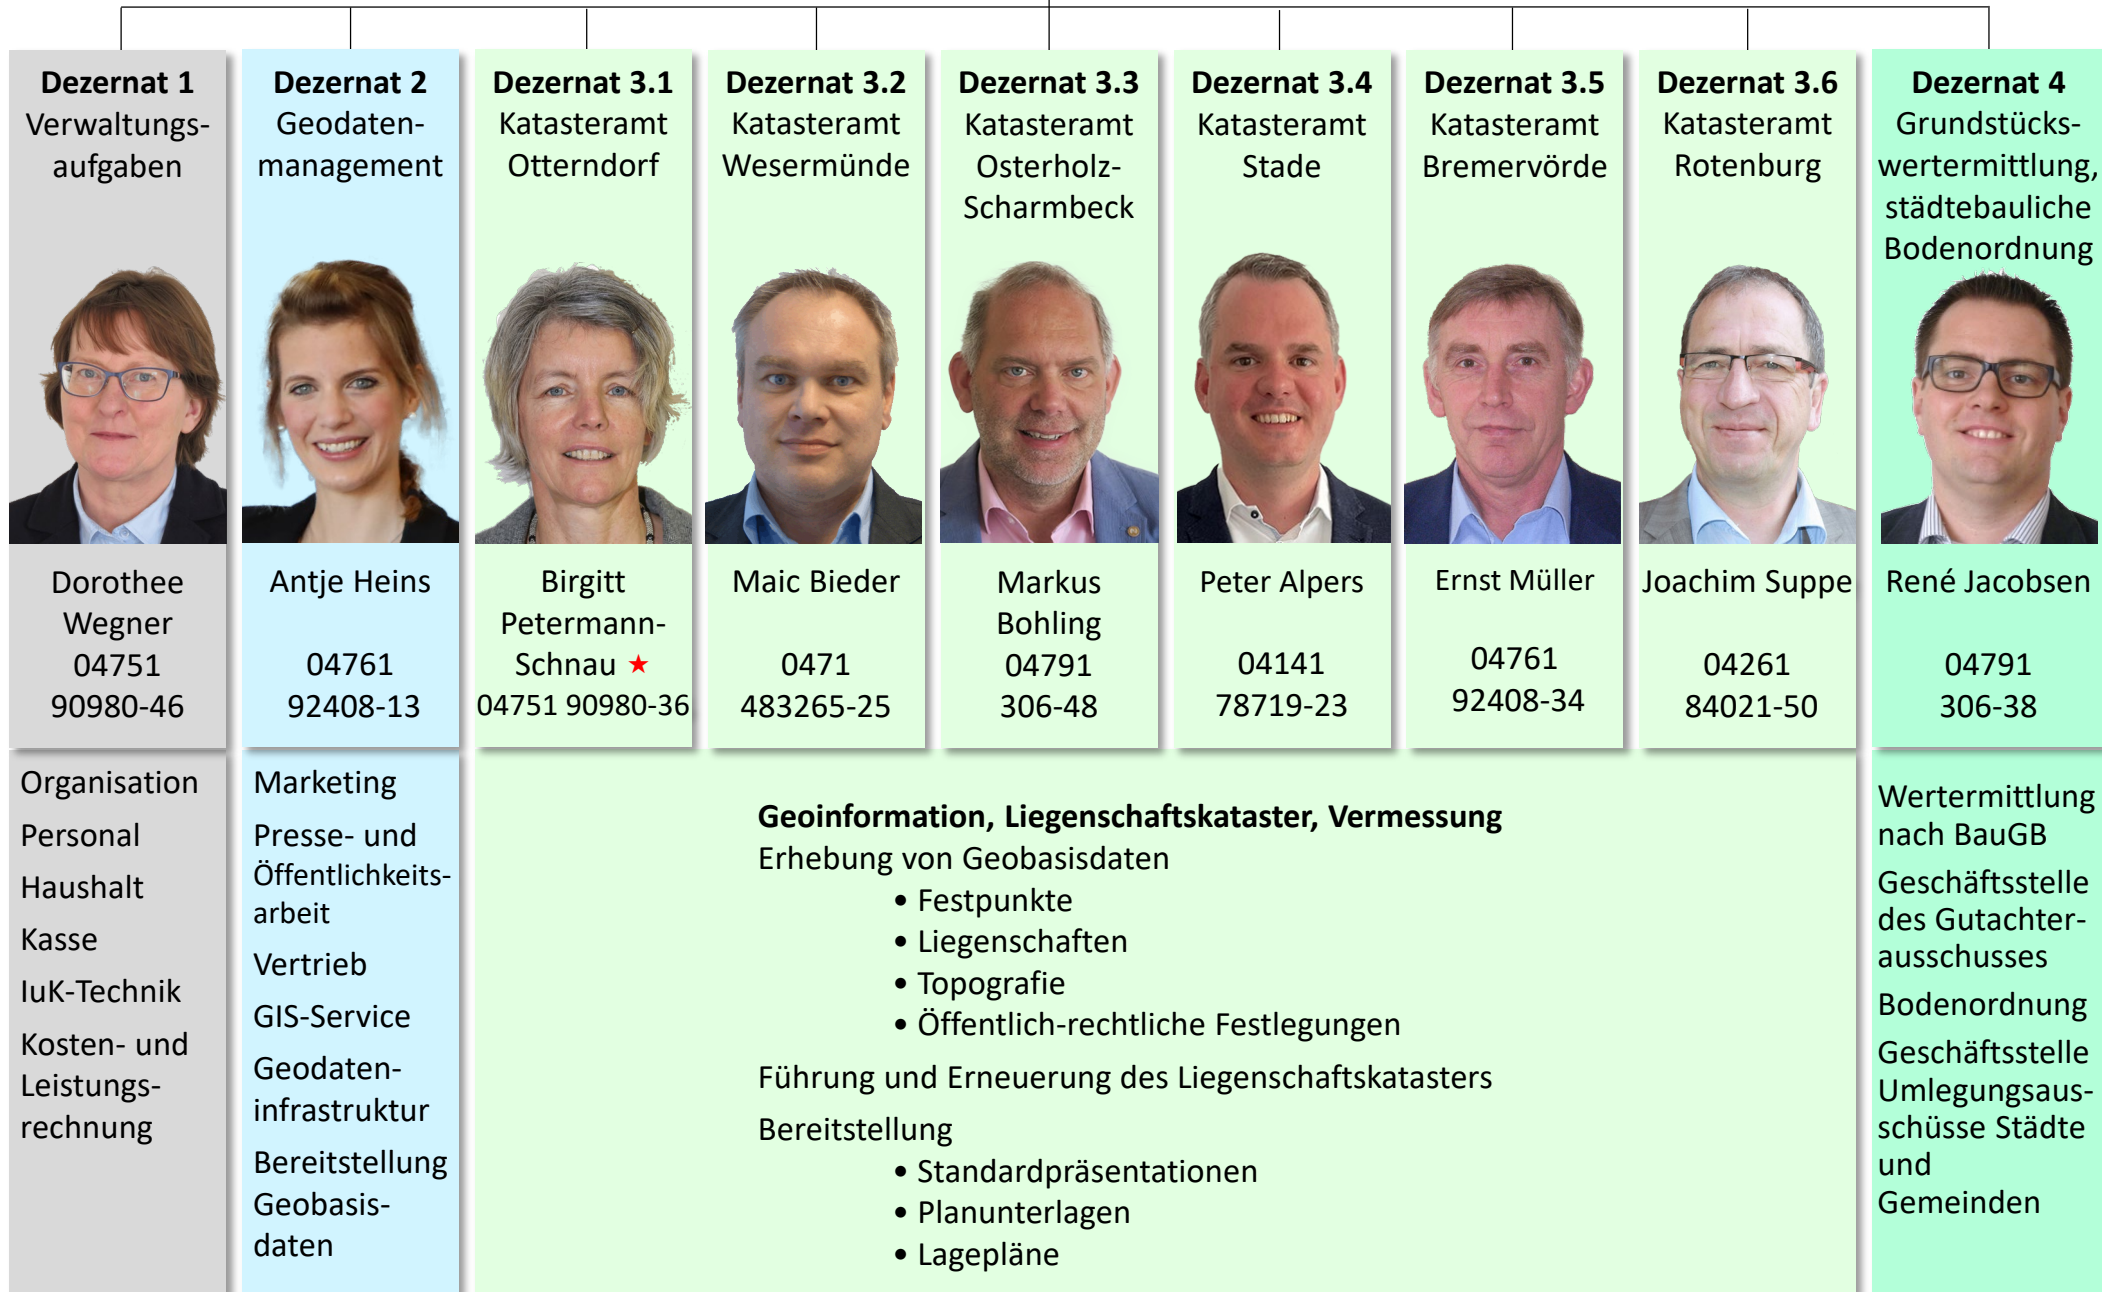 Dezernat 1
Verwaltungs-
aufgaben
Dorothee
Wegner
04751
90980-46
Organisation
Personal
Haushalt
Kasse
IuK-Technik
Kosten- und
Leistungs-
rechnung
Dezernat 2
Geodaten-
management
Antje Heins
04761
92408-13
Marketing
Presse- und
Öffentlichkeits-
arbeit
Vertrieb
GIS-Service
Geodaten-
infrastruktur
Bereitstellung
Geobasis-
daten
Dezernat 3.1
Katasteramt
Otterndorf
Birgitt
Petermann-
Schnau ★
04751 90980-36
Dezernat 3.2
Katasteramt
Wesermünde
Maic Bieder
0471
483265-25
Dezernat 3.3
Katasteramt
Osterholz-
Scharmbeck
Markus
Bohling
04791
306-48
Dezernat 3.4
Katasteramt
Stade
Peter Alpers
04141
78719-23
Dezernat 3.5
Katasteramt
Bremervörde
Ernst Müller
04761
92408-34
Dezernat 3.6
Katasteramt
Rotenburg
Joachim Suppe
04261
84021-50
Geoinformation, Liegenschaftskataster, Vermessung
Erhebung von Geobasisdaten
• Festpunkte
• Liegenschaften
• Topografie
• Öffentlich-rechtliche Festlegungen
Führung und Erneuerung des Liegenschaftskatasters
Bereitstellung
• Standardpräsentationen
• Planunterlagen
• Lagepläne
Dezernat 4
Grundstücks-
wertermittlung,
städtebauliche
Bodenordnung
René Jacobsen
04791
306-38
Wertermittlung
nach BauGB
Geschäftsstelle
des Gutachter-
ausschusses
Bodenordnung
Geschäftsstelle
Umlegungsaus-
schüsse Städte
und
Gemeinden